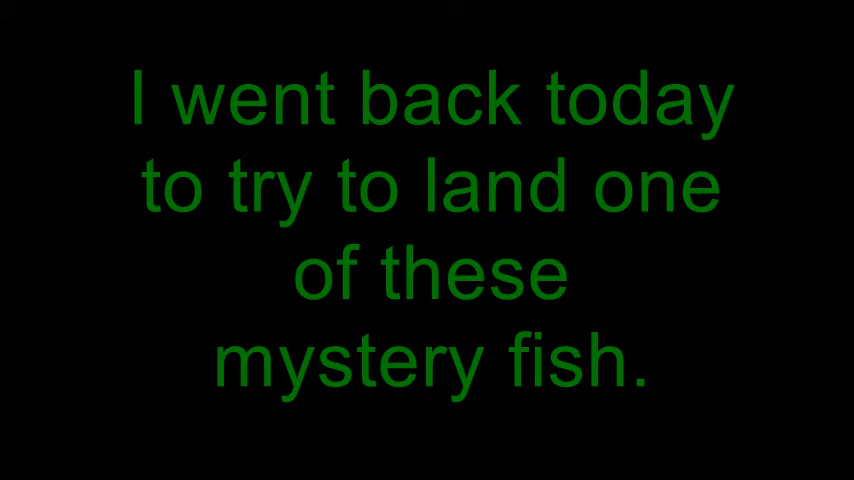 I went back today
to try to land one
of these
mystery fish.